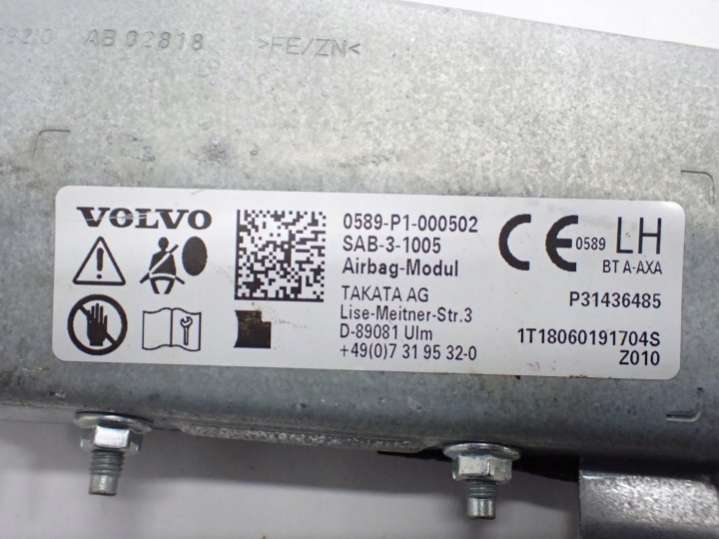 AB 02818 >FE/ZN<
VOLVO
0589-P1-000502
SAB-3-1005
Airbag-Modul
TAKATA AG
Lise-Meitner-Str.3
D-89081 Ulm
+49(0)7 31 95 32-0
CE 0589 LH
BT A-AXA
P31436485
1T18060191704S
Z010